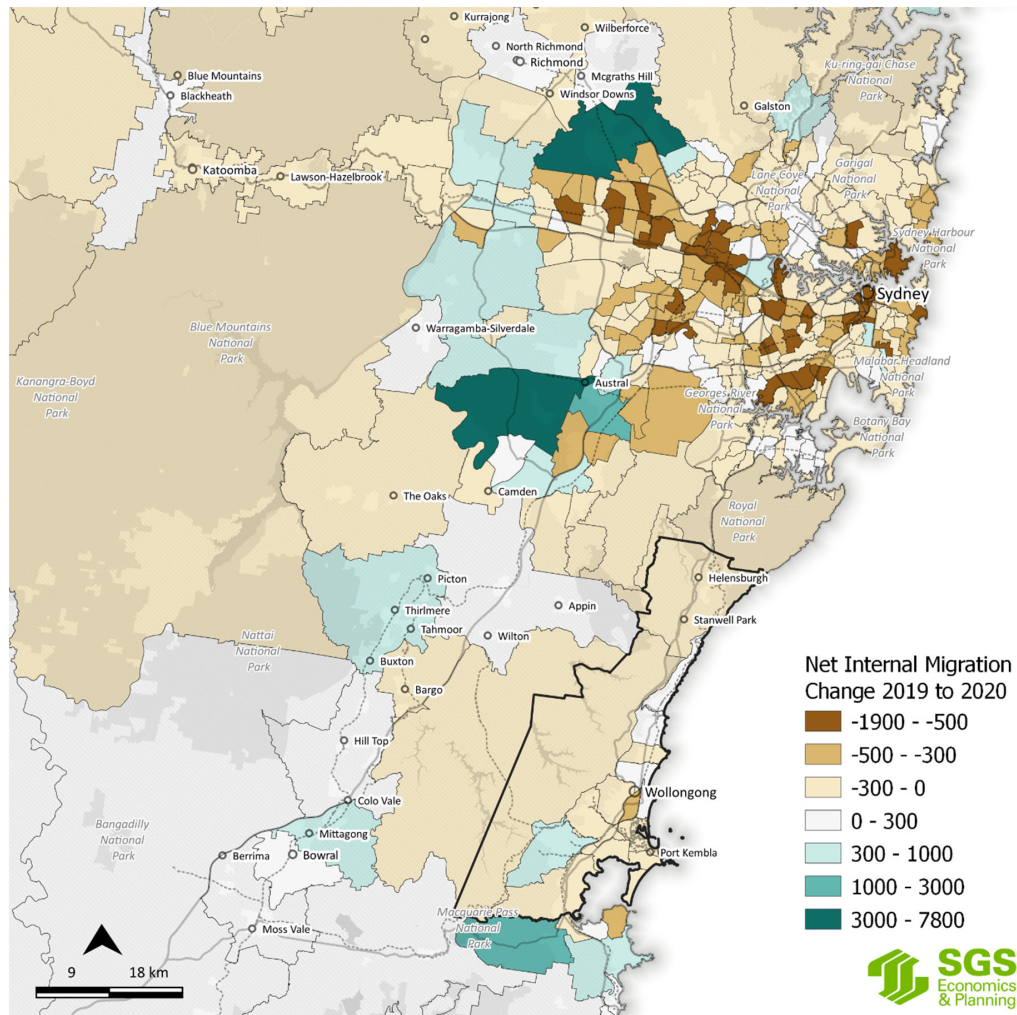 Kurrajong
Wilberforce
North Richmond
Richmond
Ku-ring-gai Chase
National
Park
Blue Mountains
Mcgraths Hill
Blackheath
Windsor Downs
Galston
Katoomba
Lawson-Hazelbrook
Lane Cove
National
Park
Garigal
National
Park
Sydney Harbour
National
Park
Sydney
Blue Mountains
National
Park
Warragamba-Silverdale
Kanangra-Boyd
National
Park
Malabar Headland
National
Park
Austral
Georges River
National
Park
Botany Bay
National
Park
The Oaks
Camden
Royal
National
Park
Picton
Helensburgh
Thirlmere
Appin
Stanwell Park
Tahmoor
Wilton
Nattai
National
Park
Buxton
Bargo
Hill Top
Colo Vale
Wollongong
Bangadilly
National
Park
Mittagong
Berrima
Bowral
Port Kembla
Macquarie Pass
National
Park
Moss Vale
9 18 km
Net Internal Migration
Change 2019 to 2020
-1900 - -500
-500 - -300
-300 - 0
0 - 300
300 - 1000
1000 - 3000
3000 - 7800
SGS
Economics
& Planning